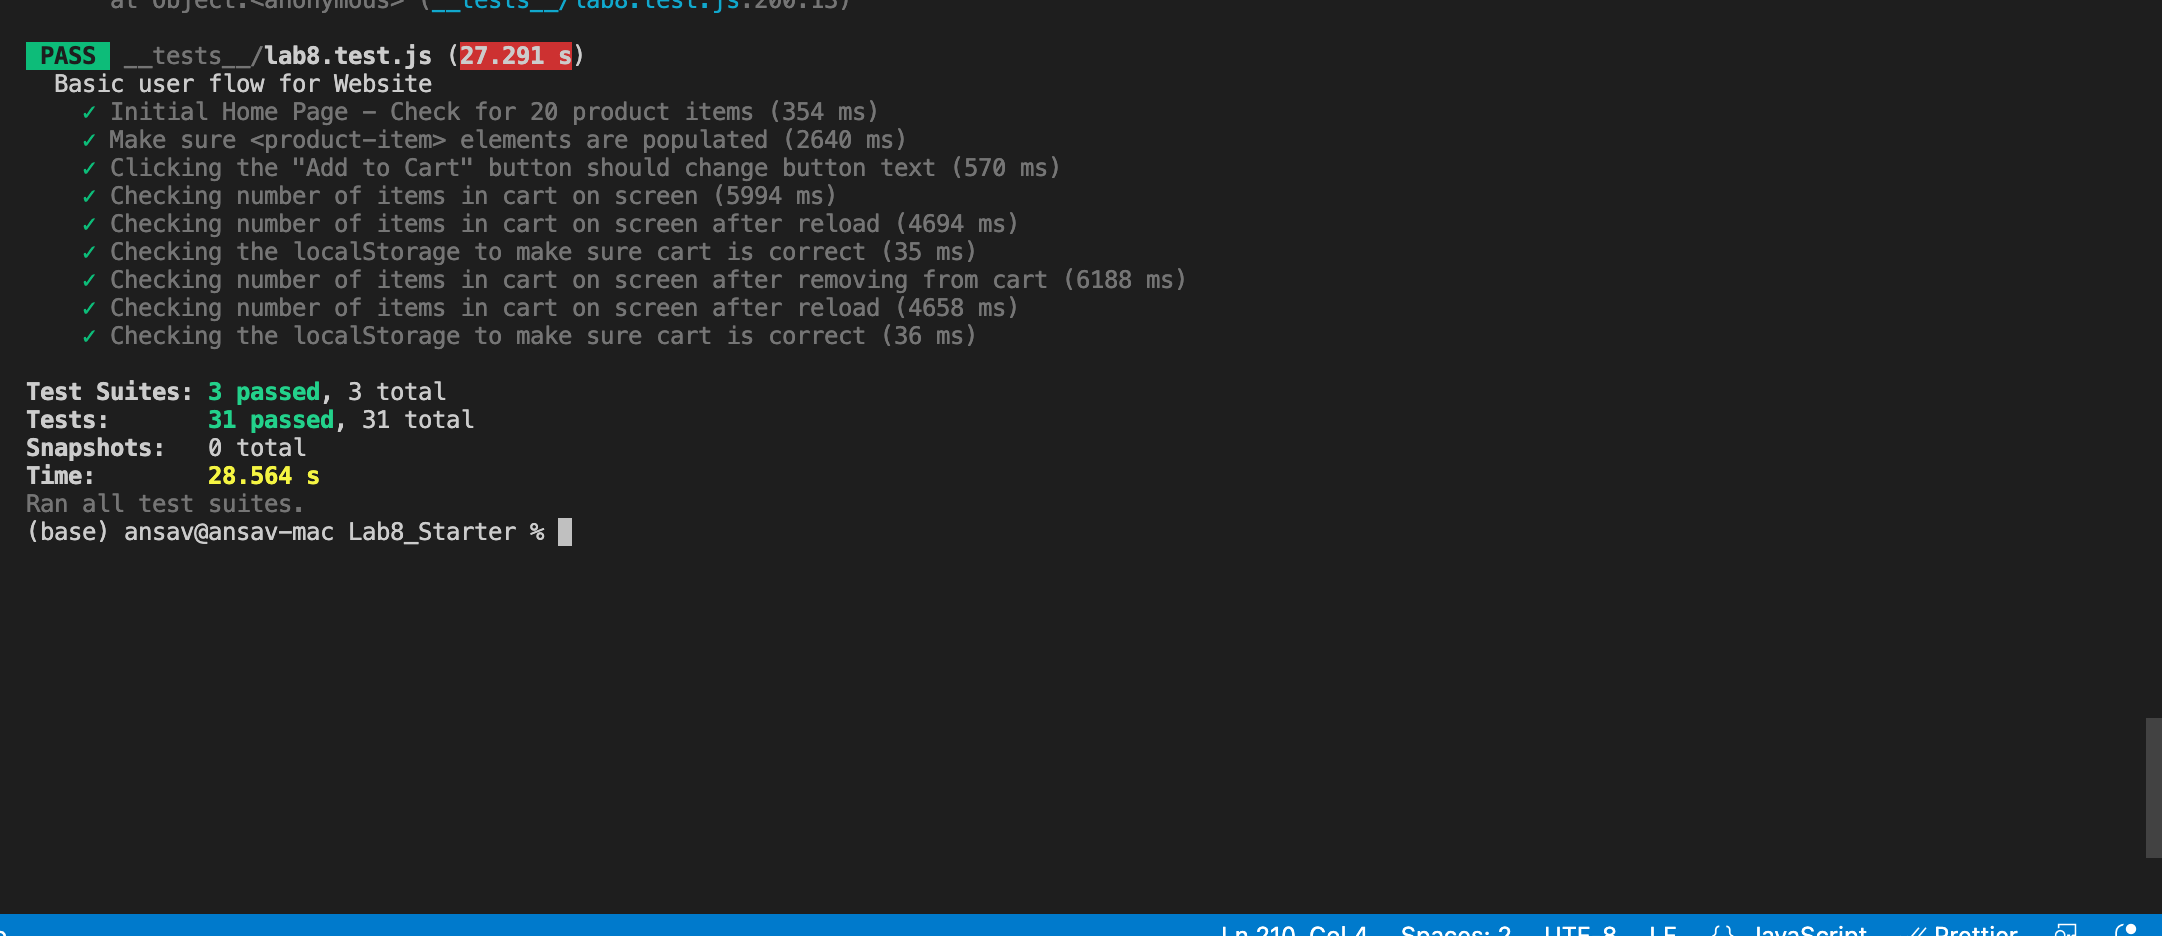 at Object.<anonymous> (__tests__/lab8.test.js:200:13)
PASS __tests__/lab8.test.js (27.291 s)
Basic user flow for Website
✓ Initial Home Page – Check for 20 product items (354 ms)
✓ Make sure <product-item> elements are populated (2640 ms)
✓ Clicking the "Add to Cart" button should change button text (570 ms)
✓ Checking number of items in cart on screen (5994 ms)
✓ Checking number of items in cart on screen after reload (4694 ms)
✓ Checking the localStorage to make sure cart is correct (35 ms)
✓ Checking number of items in cart on screen after removing from cart (6188 ms)
✓ Checking number of items in cart on screen after reload (4658 ms)
✓ Checking the localStorage to make sure cart is correct (36 ms)
Test Suites: 3 passed, 3 total
Tests: 31 passed, 31 total
Snapshots: 0 total
Time: 28.564 s
Ran all test suites.
(base) ansav@ansav-mac Lab8_Starter %
Ln 210, Col 4 Spaces: 2 UTF-8 LF {} JavaScript Prettier